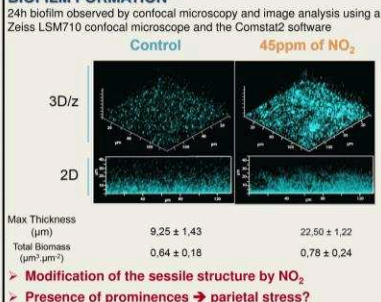 BIOFILM FORMATION
24h biofilm observed by confocal microscopy and image analysis using a
Zeiss LSM710 confocal microscope and the Comstat2 software
Control 45ppm of NO₂
3D/z
2D
Max Thickness
(µm) 9,25 ± 1,43 22,50 ± 1,22
Total Biomass
(µm³.µm⁻²) 0,64 ± 0,18 0,78 ± 0,24
➢ Modification of the sessile structure by NO₂
➢ Presence of prominences ➔ parietal stress?